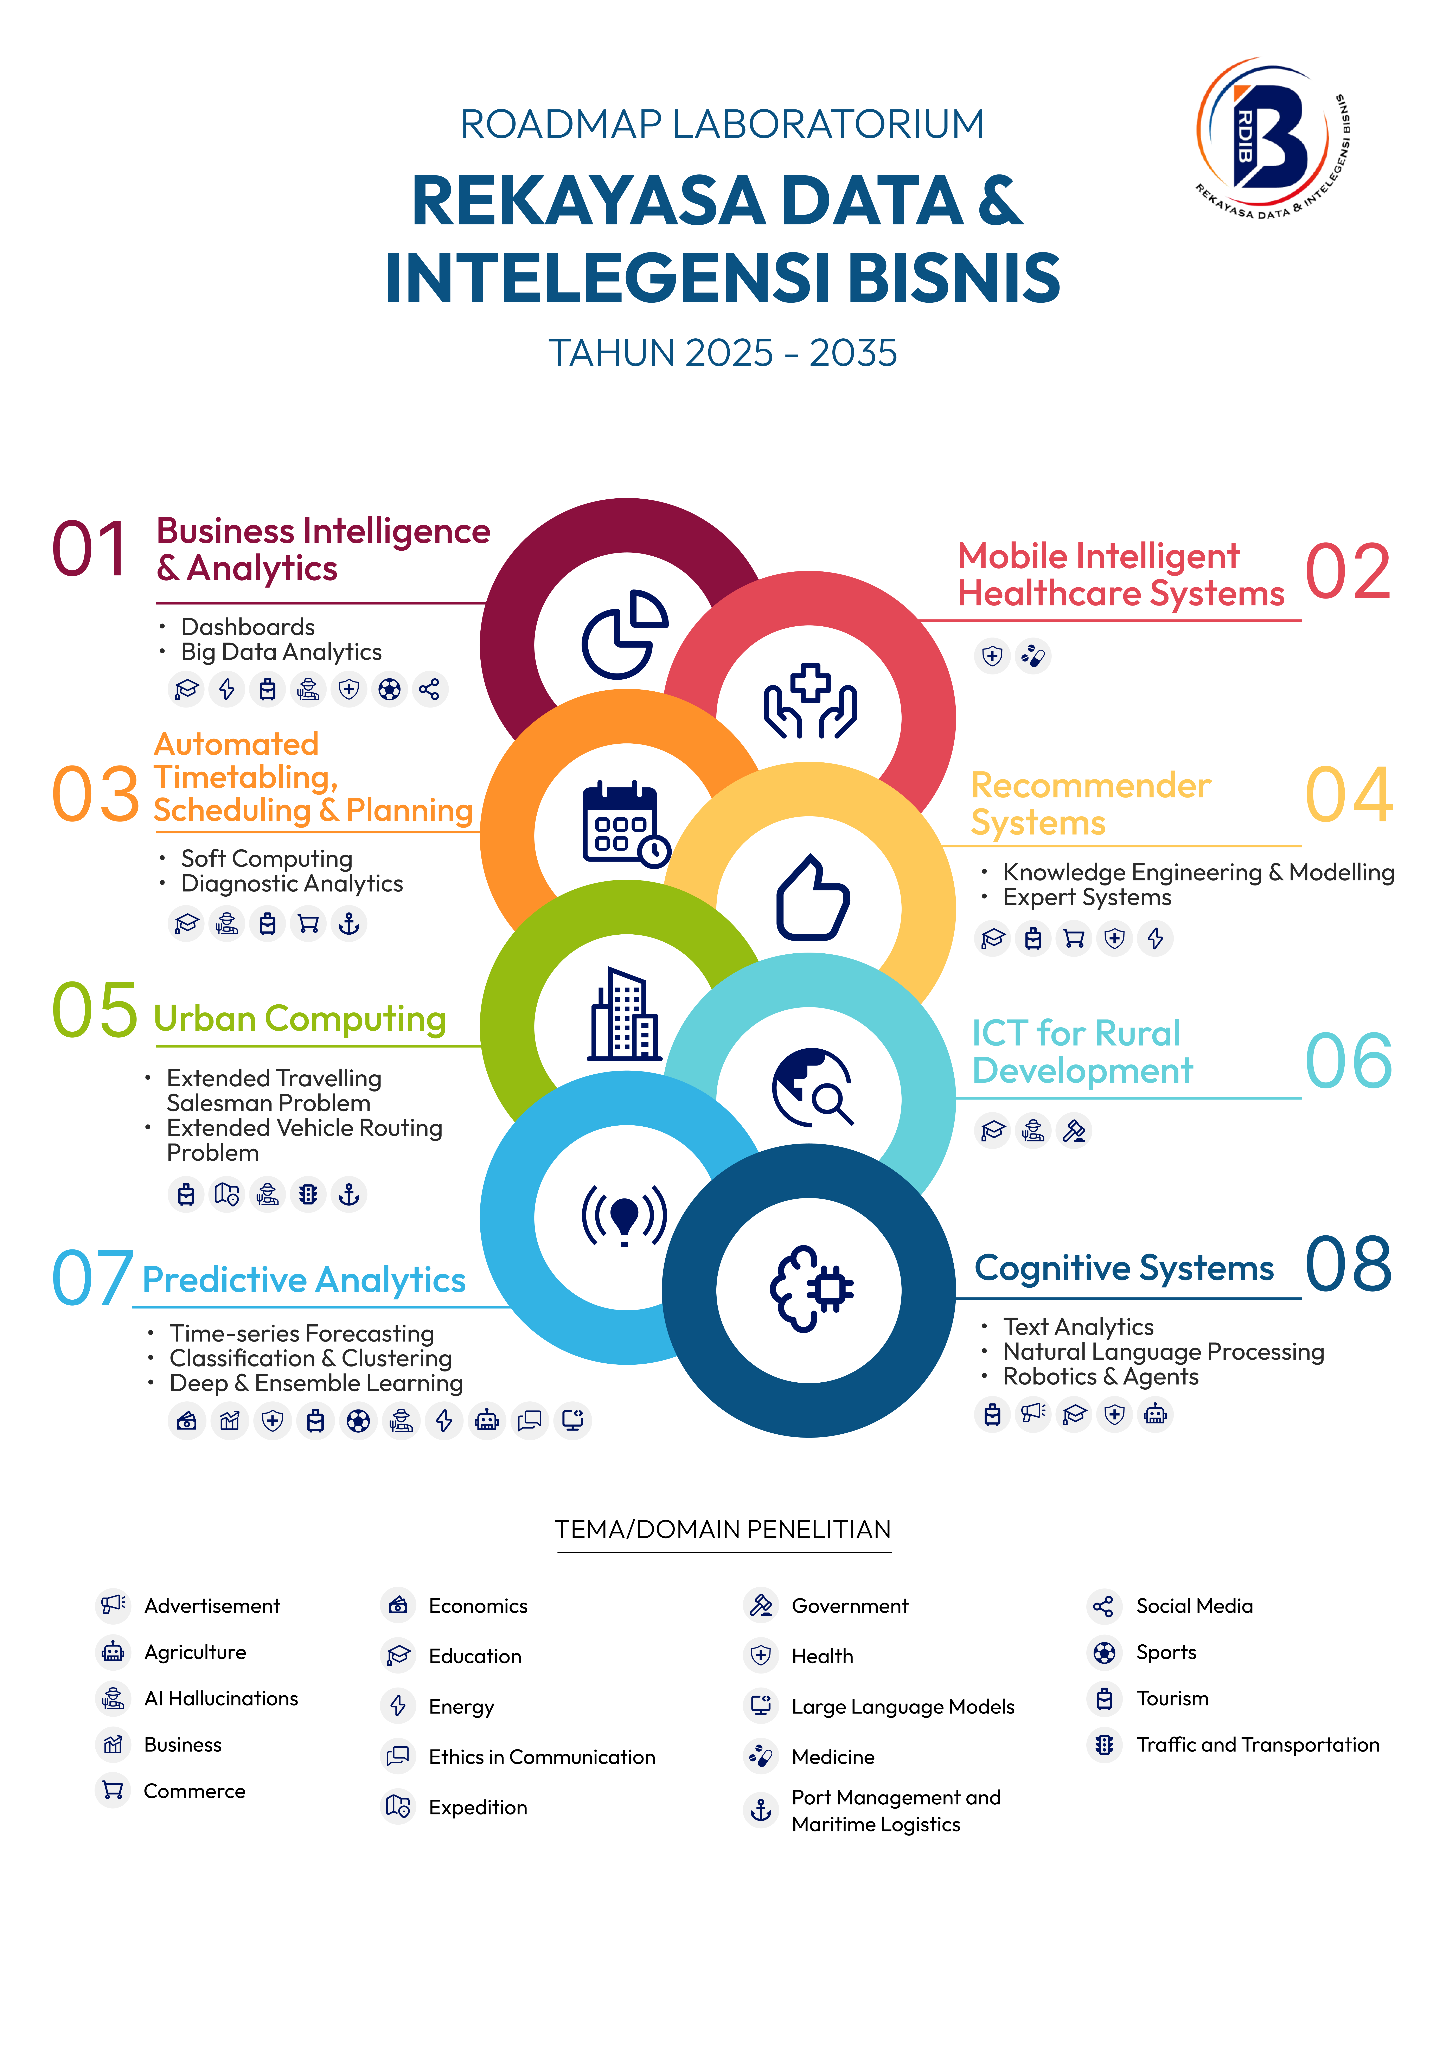 ROADMAP LABORATORIUM
REKAYASA DATA &
INTELEGENSI BISNIS
TAHUN 2025 - 2035
RDIB
REKAYASA DATA & INTELEGENSI BISNIS
01
Business Intelligence
& Analytics
• Dashboards
• Big Data Analytics
Mobile Intelligent
Healthcare Systems
02
03
Automated
Timetabling,
Scheduling & Planning
• Soft Computing
• Diagnostic Analytics
Recommender
Systems
04
• Knowledge Engineering & Modelling
• Expert Systems
05
Urban Computing
• Extended Travelling
Salesman Problem
• Extended Vehicle Routing
Problem
ICT for Rural
Development
06
07
Predictive Analytics
• Time-series Forecasting
• Classification & Clustering
• Deep & Ensemble Learning
Cognitive Systems
08
• Text Analytics
• Natural Language Processing
• Robotics & Agents
TEMA/DOMAIN PENELITIAN
Advertisement
Agriculture
AI Hallucinations
Business
Commerce
Economics
Education
Energy
Ethics in Communication
Expedition
Government
Health
Large Language Models
Medicine
Port Management and
Maritime Logistics
Social Media
Sports
Tourism
Traffic and Transportation